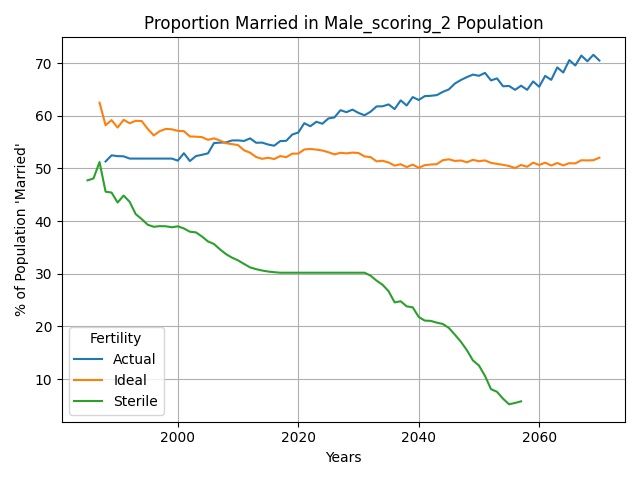 Proportion Married in Male_scoring_2 Population
% of Population 'Married'
70
60
50
40
30
20
10
Fertility
Actual
Ideal
Sterile
2000 2020 2040 2060
Years